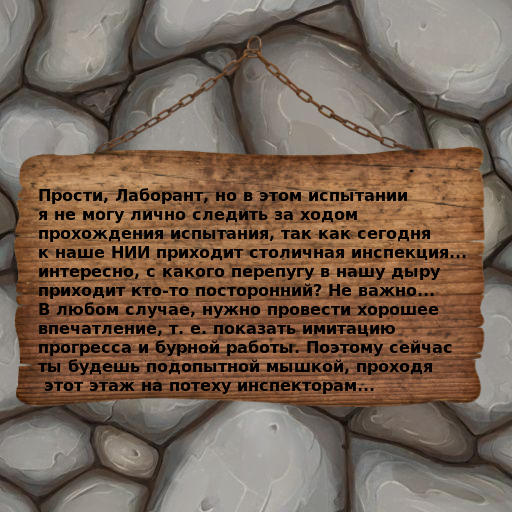 Прости, Лаборант, но в этом испытании
я не могу лично следить за ходом
прохождения испытания, так как сегодня
к наше НИИ приходит столичная инспекция...
интересно, с какого перепугу в нашу дыру
приходит кто-то посторонний? Не важно...
В любом случае, нужно провести хорошее
впечатление, т. е. показать имитацию
прогресса и бурной работы. Поэтому сейчас
ты будешь подопытной мышкой, проходя
этот этаж на потеху инспекторам...